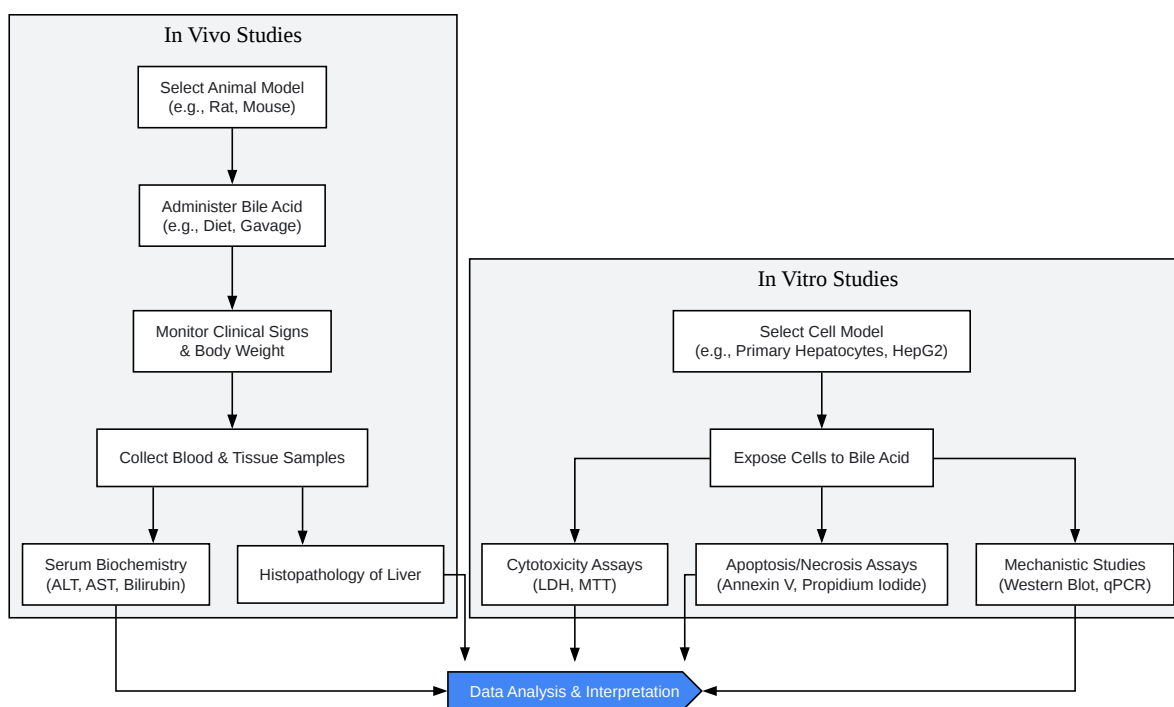 In Vivo Studies
Select Animal Model
(e.g., Rat, Mouse)
Administer Bile Acid
(e.g., Diet, Gavage)
Monitor Clinical Signs
& Body Weight
Collect Blood & Tissue Samples
Serum Biochemistry
(ALT, AST, Bilirubin)
Histopathology of Liver
In Vitro Studies
Select Cell Model
(e.g., Primary Hepatocytes, HepG2)
Expose Cells to Bile Acid
Cytotoxicity Assays
(LDH, MTT)
Apoptosis/Necrosis Assays
(Annexin V, Propidium Iodide)
Mechanistic Studies
(Western Blot, qPCR)
Data Analysis & Interpretation